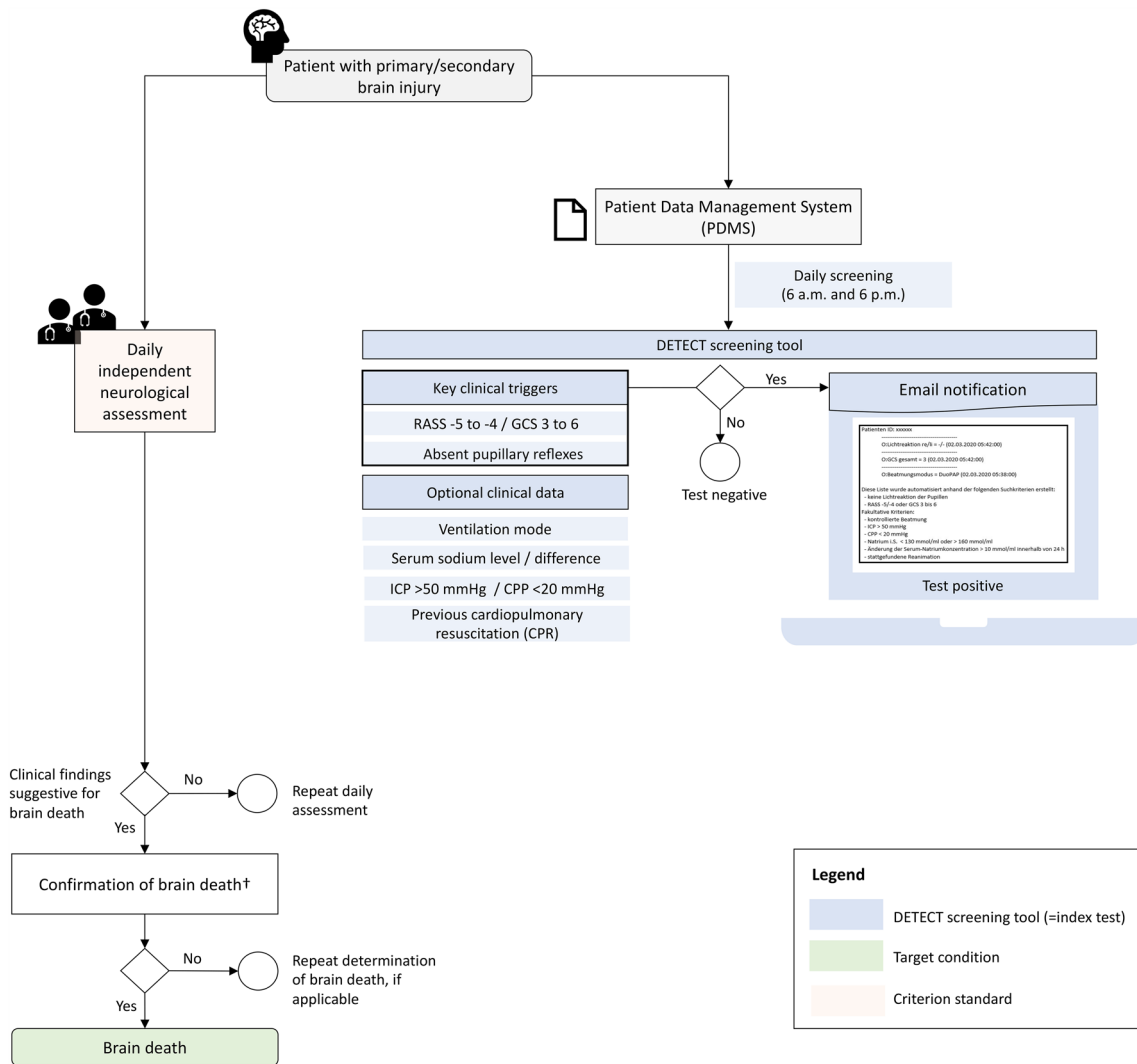 Patient with primary/secondary
brain injury
Patient Data Management System
(PDMS)
Daily screening
(6 a.m. and 6 p.m.)
Daily
independent
neurological
assessment
DETECT screening tool
Key clinical triggers
RASS -5 to -4 / GCS 3 to 6
Absent pupillary reflexes
Yes
No
Test negative
Email notification
Patienten ID: xxxxxx
O:Lichtreaktion re/li = -/- (02.03.2020 05:42:00)
O:GCS gesamt = 3 (02.03.2020 05:42:00)
O:Beatmungsmodus = DuoPAP (02.03.2020 05:38:00)
Diese Liste wurde automatisiert anhand der folgenden Suchkriterien erstellt:
- keine Lichtreaktion der Pupillen
- RASS -5/-4 oder GCS 3 bis 6
Fakultative Kriterien:
- kontrollierte Beatmung
- ICP > 50 mmHg
- CPP < 20 mmHg
- Natrium i.S. < 130 mmol/ml oder > 160 mmol/ml
- Änderung der Serum-Natriumkonzentration > 10 mmol/ml innerhalb von 24 h
- stattgefundene Reanimation
Test positive
Optional clinical data
Ventilation mode
Serum sodium level / difference
ICP >50 mmHg / CPP <20 mmHg
Previous cardiopulmonary
resuscitation (CPR)
Clinical findings
suggestive for
brain death
No
Repeat daily
assessment
Yes
Confirmation of brain death†
No
Repeat determination
of brain death, if
applicable
Yes
Brain death
Legend
DETECT screening tool (=index test)
Target condition
Criterion standard